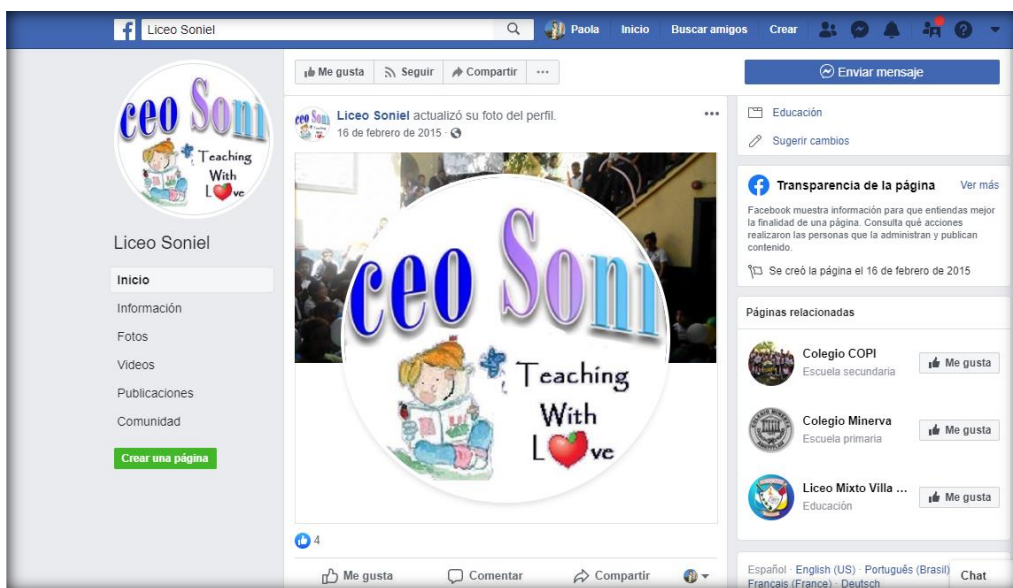 Liceo Soniel
Paola Inicio Buscar amigos Crear
ceo Soni
Teaching
With
Love
Liceo Soniel
Inicio
Información
Fotos
Videos
Publicaciones
Comunidad
Crear una página
Me gusta Seguir Compartir ...
Liceo Soniel actualizó su foto del perfil.
16 de febrero de 2015
ceo Soni
Teaching
With
L ve
4
Me gusta Comentar Compartir
Enviar mensaje
Educación
Sugerir cambios
Transparencia de la página Ver más
Facebook muestra información para que entiendas mejor
la finalidad de una página. Consulta qué acciones
realizaron las personas que la administran y publican
contenido.
Se creó la página el 16 de febrero de 2015
Páginas relacionadas
Colegio COPI
Escuela secundaria
Me gusta
Colegio Minerva
Escuela primaria
Me gusta
Liceo Mixto Villa ...
Educación
Me gusta
Español · English (US) · Português (Brasil)
Français (France) · Deutsch
Chat